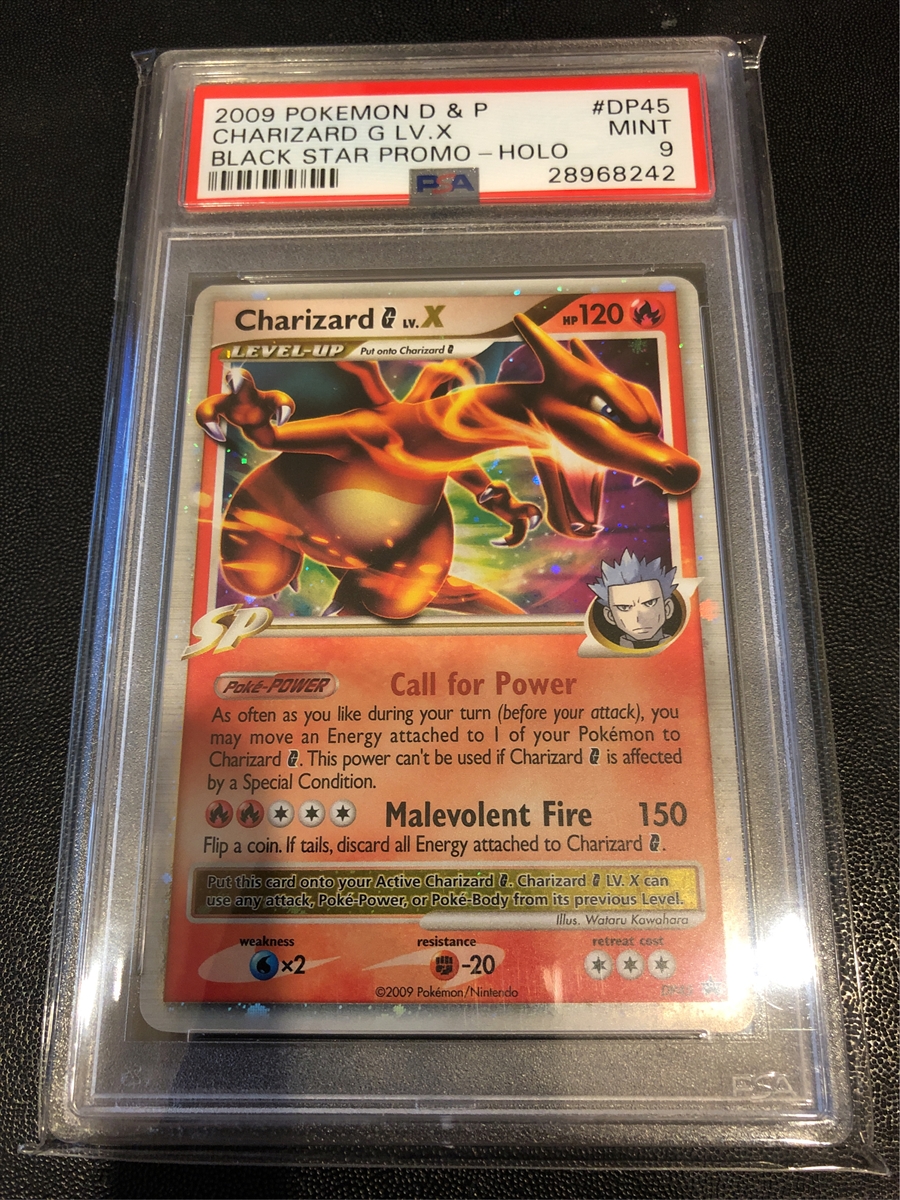 2009 POKEMON D & P #DP45
CHARIZARD G LV.X MINT
BLACK STAR PROMO - HOLO 9
PSA 28968242
Charizard G LV.X HP 120
LEVEL-UP Put onto Charizard G
SP
Poké-POWER Call for Power
As often as you like during your turn (before your attack), you
may move an Energy attached to 1 of your Pokémon to
Charizard G. This power can't be used if Charizard G is affected
by a Special Condition.
Malevolent Fire 150
Flip a coin. If tails, discard all Energy attached to Charizard G.
Put this card onto your Active Charizard G. Charizard G LV. X can
use any attack, Poké-Power, or Poké-Body from its previous Level.
Illus. Wataru Kawahara
weakness resistance retreat cost
×2 -20
©2009 Pokémon/Nintendo
PSA